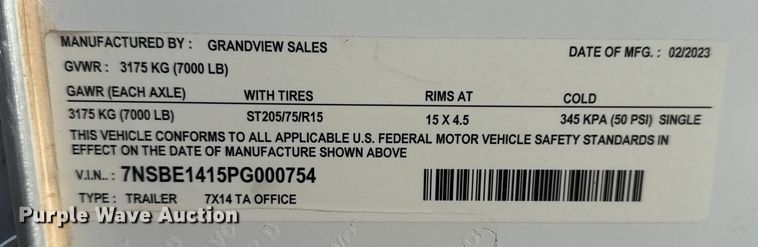 MANUFACTURED BY : GRANDVIEW SALES DATE OF MFG. : 02/2023
GVWR : 3175 KG (7000 LB)
GAWR (EACH AXLE) WITH TIRES RIMS AT COLD
3175 KG (7000 LB) ST205/75/R15 15 X 4.5 345 KPA (50 PSI) SINGLE
THIS VEHICLE CONFORMS TO ALL APPLICABLE U.S. FEDERAL MOTOR VEHICLE SAFETY STANDARDS IN
EFFECT ON THE DATE OF MANUFACTURE SHOWN ABOVE
V.I.N.: 7NSBE1415PG000754
TYPE : TRAILER 7X14 TA OFFICE
Purple Wave Auction